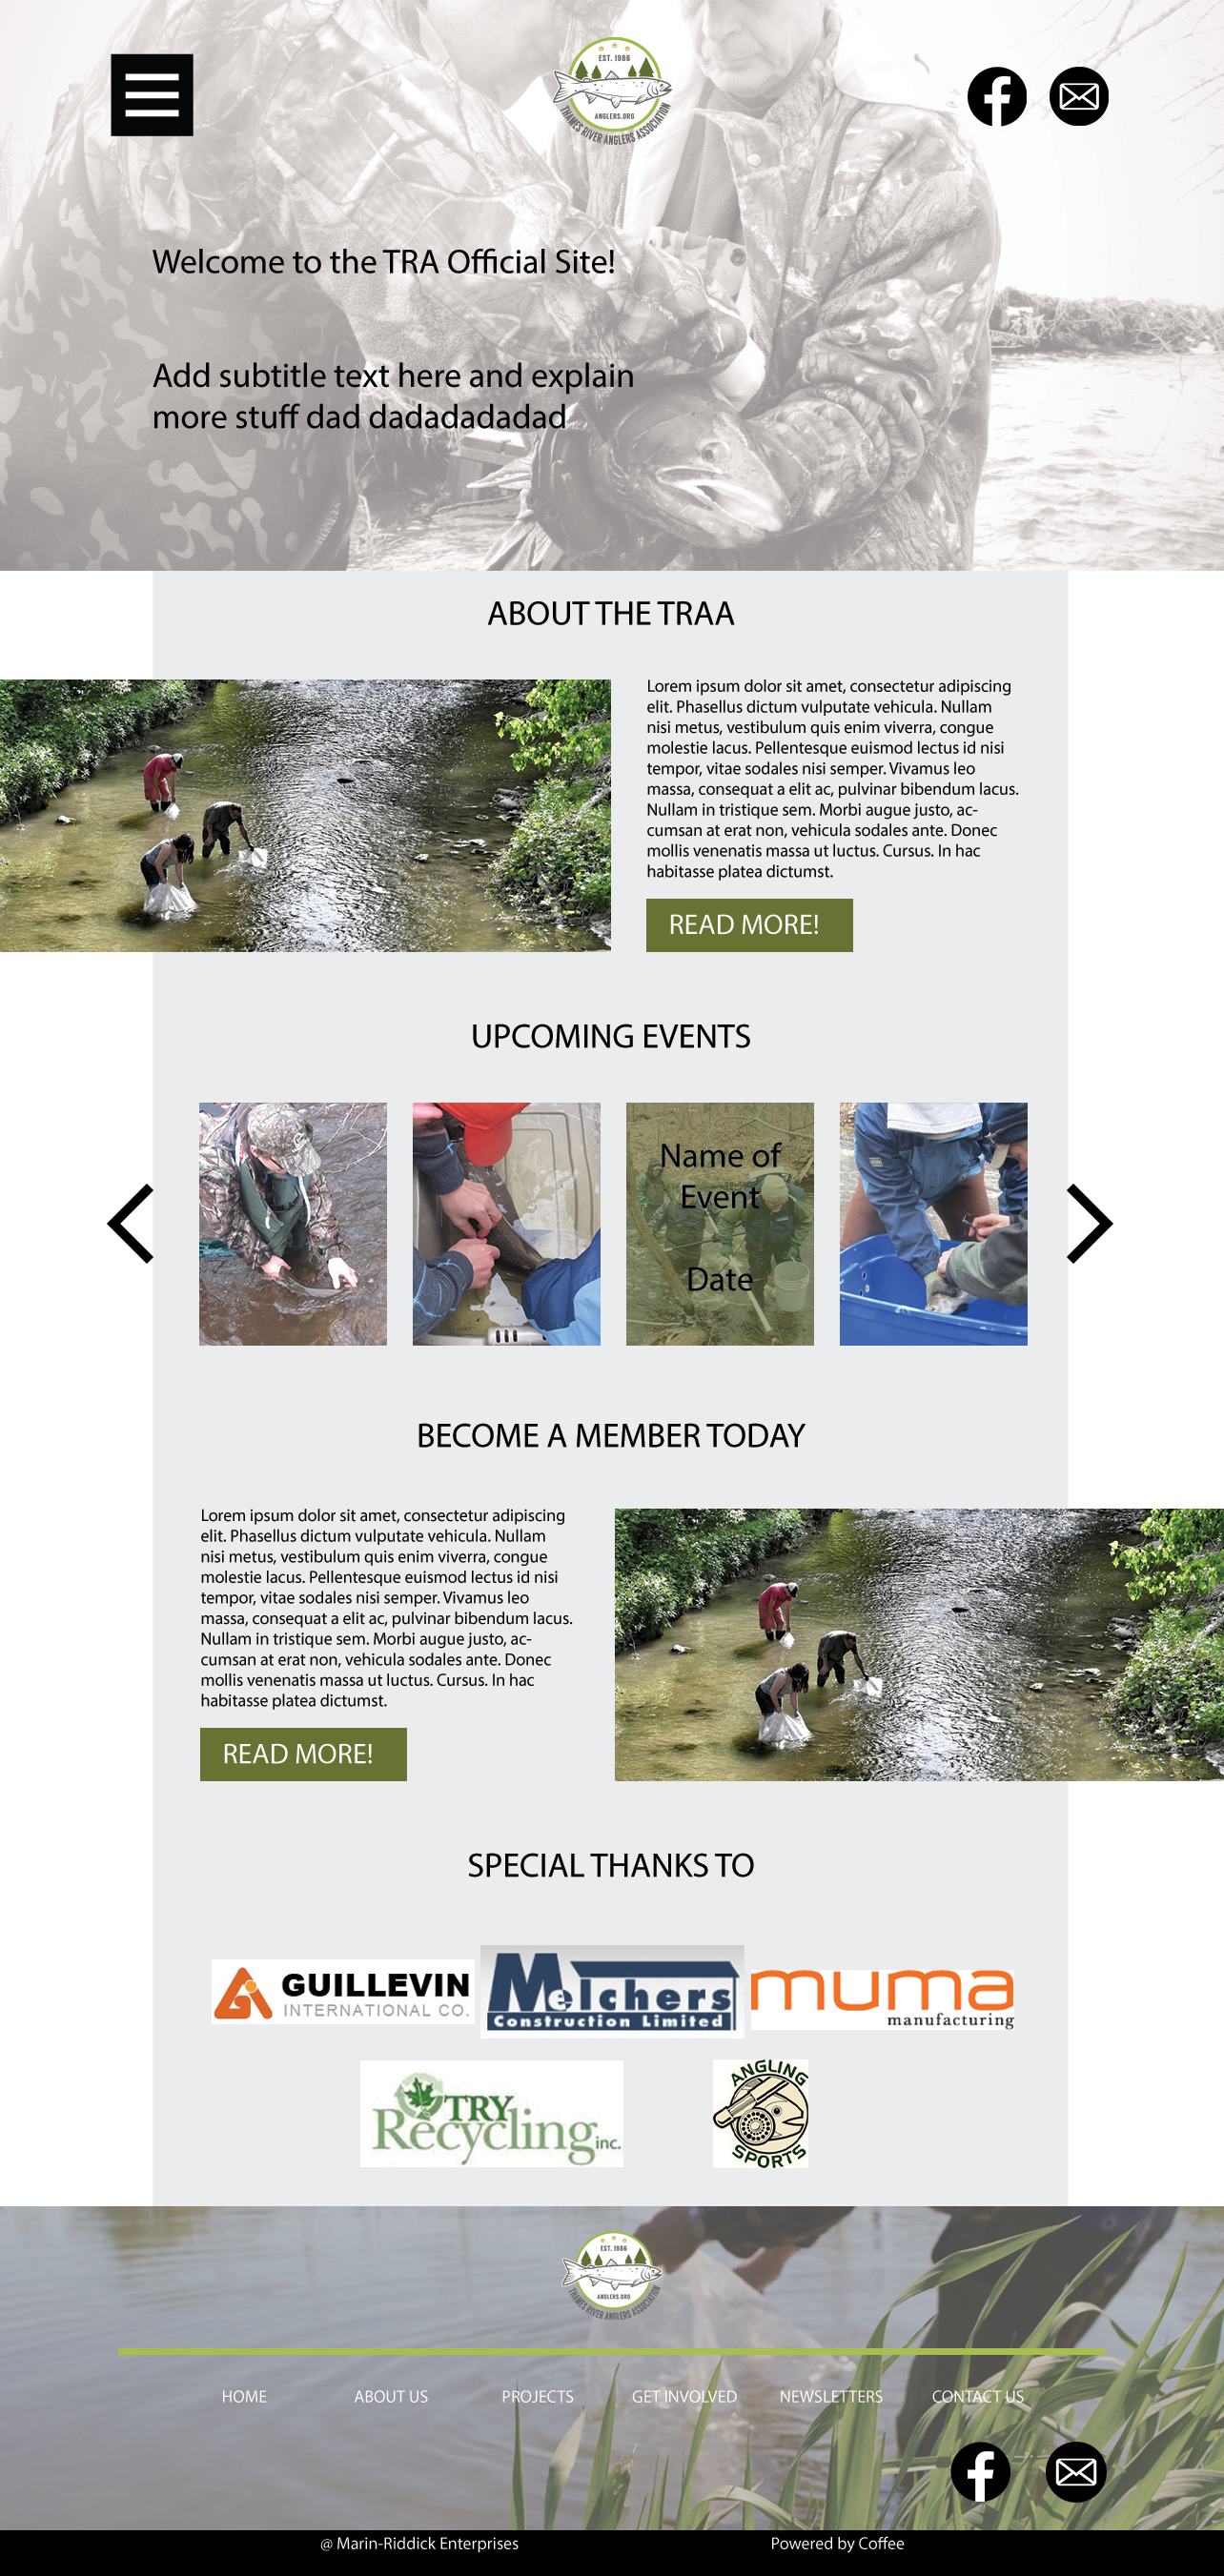 EST. 1986
ANGLERS.ORG
THAMES RIVER ANGLERS ASSOCIATION
Welcome to the TRA Official Site!
Add subtitle text here and explain
more stuff dad dadadadadad
ABOUT THE TRAA
Lorem ipsum dolor sit amet, consectetur adipiscing
elit. Phasellus dictum vulputate vehicula. Nullam
nisi metus, vestibulum quis enim viverra, congue
molestie lacus. Pellentesque euismod lectus id nisi
tempor, vitae sodales nisi semper. Vivamus leo
massa, consequat a elit ac, pulvinar bibendum lacus.
Nullam in tristique sem. Morbi augue justo, ac-
cumsan at erat non, vehicula sodales ante. Donec
mollis venenatis massa ut luctus. Cursus. In hac
habitasse platea dictumst.
READ MORE!
UPCOMING EVENTS
Name of
Event
Date
BECOME A MEMBER TODAY
Lorem ipsum dolor sit amet, consectetur adipiscing
elit. Phasellus dictum vulputate vehicula. Nullam
nisi metus, vestibulum quis enim viverra, congue
molestie lacus. Pellentesque euismod lectus id nisi
tempor, vitae sodales nisi semper. Vivamus leo
massa, consequat a elit ac, pulvinar bibendum lacus.
Nullam in tristique sem. Morbi augue justo, ac-
cumsan at erat non, vehicula sodales ante. Donec
mollis venenatis massa ut luctus. Cursus. In hac
habitasse platea dictumst.
READ MORE!
SPECIAL THANKS TO
GUILLEVIN
INTERNATIONAL CO.
Melchers
Construction Limited
muma
manufacturing
TRY
Recycling inc.
ANGLING
SPORTS
EST. 1986
ANGLERS.ORG
THAMES RIVER ANGLERS ASSOCIATION
HOME ABOUT US PROJECTS GET INVOLVED NEWSLETTERS CONTACT US
@ Marin-Riddick Enterprises Powered by Coffee